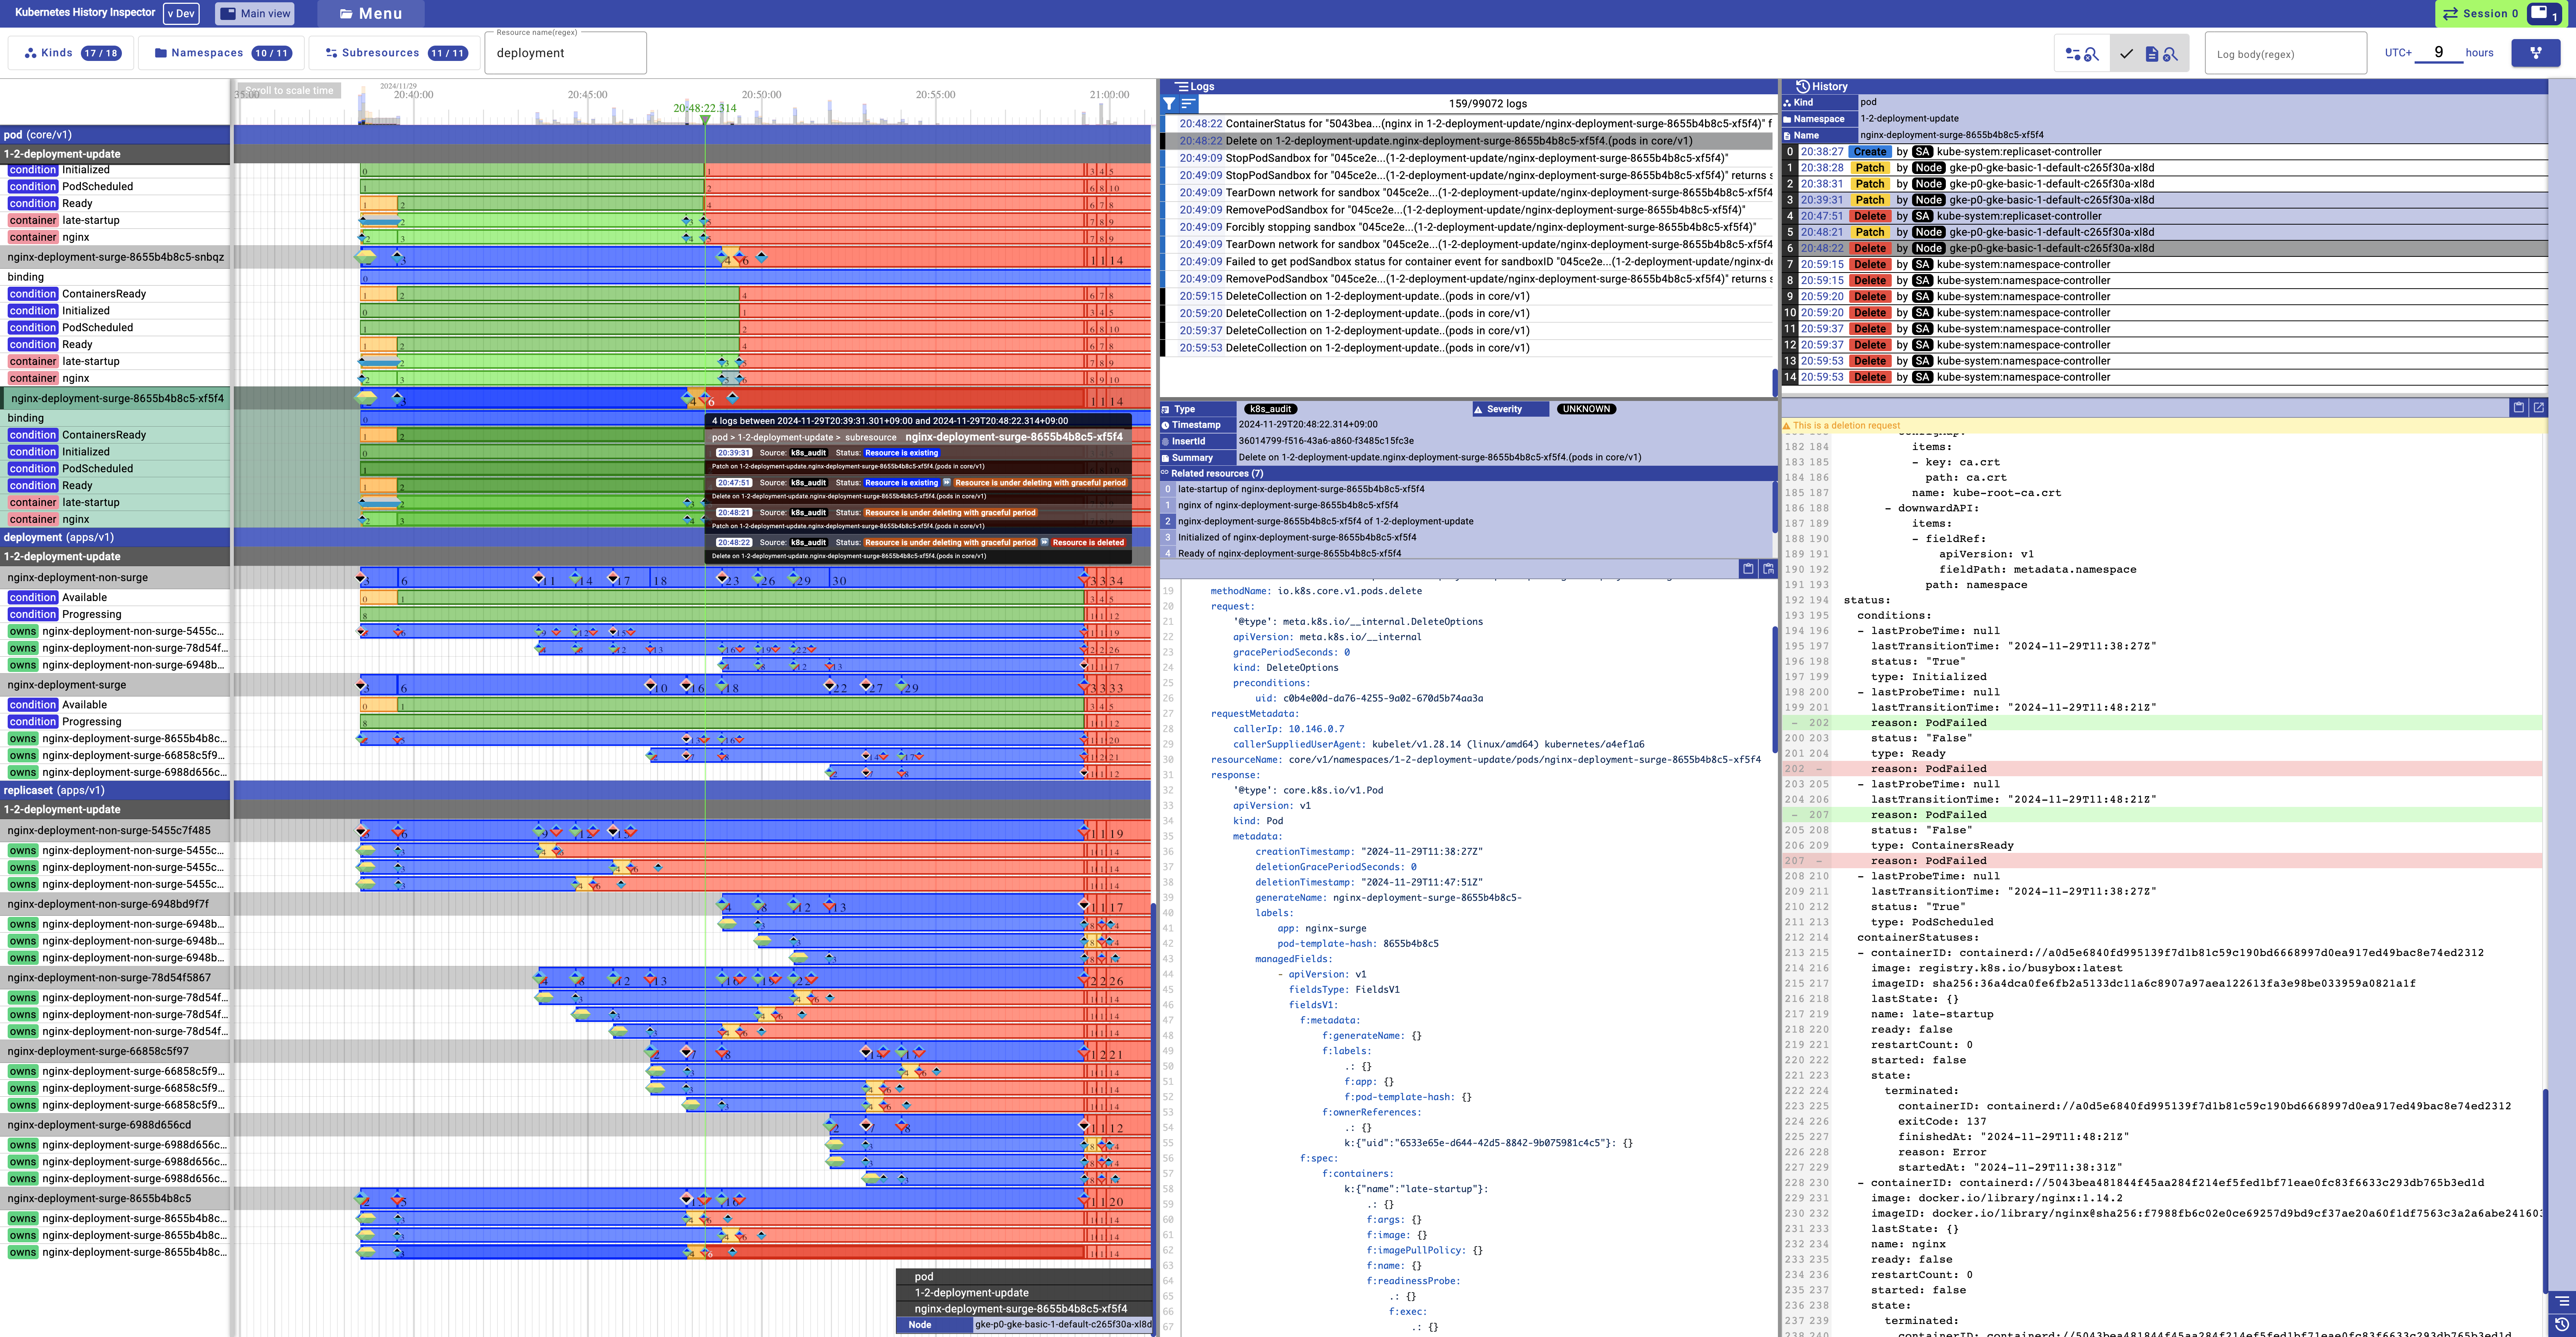 Kubernetes History Inspector v Dev Main view Menu Session 0 1
Kinds 17 / 18 Namespaces 10 / 11 Subresources 11 / 11 Resource name(regex) deployment Log body(regex) UTC+ 9 hours
Scroll to scale time
2024/11/29
20:40:00 20:45:00 20:50:00 20:55:00 21:00:00
20:48:22.314
pod (core/v1)
1-2-deployment-update
condition Initialized
condition PodScheduled
condition Ready
container late-startup
container nginx
nginx-deployment-surge-8655b4b8c5-snbqz
binding
condition ContainersReady
condition Initialized
condition PodScheduled
condition Ready
container late-startup
container nginx
nginx-deployment-surge-8655b4b8c5-xf5f4
binding
condition ContainersReady
condition Initialized
condition PodScheduled
condition Ready
container late-startup
container nginx
deployment (apps/v1)
1-2-deployment-update
nginx-deployment-non-surge
condition Available
condition Progressing
owns nginx-deployment-non-surge-5455c...
owns nginx-deployment-non-surge-78d54f...
owns nginx-deployment-non-surge-6948b...
nginx-deployment-surge
condition Available
condition Progressing
owns nginx-deployment-surge-8655b4b8c...
owns nginx-deployment-surge-66858c5f9...
owns nginx-deployment-surge-6988d656c...
replicaset (apps/v1)
1-2-deployment-update
nginx-deployment-non-surge-5455c7f485
owns nginx-deployment-non-surge-5455c...
owns nginx-deployment-non-surge-5455c...
owns nginx-deployment-non-surge-5455c...
nginx-deployment-non-surge-6948bd9f7f
owns nginx-deployment-non-surge-6948b...
owns nginx-deployment-non-surge-6948b...
owns nginx-deployment-non-surge-6948b...
nginx-deployment-non-surge-78d54f5867
owns nginx-deployment-non-surge-78d54f...
owns nginx-deployment-non-surge-78d54f...
owns nginx-deployment-non-surge-78d54f...
nginx-deployment-surge-66858c5f97
owns nginx-deployment-surge-66858c5f9...
owns nginx-deployment-surge-66858c5f9...
owns nginx-deployment-surge-66858c5f9...
nginx-deployment-surge-6988d656cd
owns nginx-deployment-surge-6988d656c...
owns nginx-deployment-surge-6988d656c...
owns nginx-deployment-surge-6988d656c...
nginx-deployment-surge-8655b4b8c5
owns nginx-deployment-surge-8655b4b8c...
owns nginx-deployment-surge-8655b4b8c...
owns nginx-deployment-surge-8655b4b8c...
4 logs between 2024-11-29T20:39:31.301+09:00 and 2024-11-29T20:48:22.314+09:00
pod > 1-2-deployment-update > subresource nginx-deployment-surge-8655b4b8c5-xf5f4
20:39:31 Source: k8s_audit Status: Resource is existing
Patch on 1-2-deployment-update.nginx-deployment-surge-8655b4b8c5-xf5f4.(pods in core/v1)
20:47:51 Source: k8s_audit Status: Resource is existing Resource is under deleting with graceful period
Delete on 1-2-deployment-update.nginx-deployment-surge-8655b4b8c5-xf5f4.(pods in core/v1)
20:48:21 Source: k8s_audit Status: Resource is under deleting with graceful period
Patch on 1-2-deployment-update.nginx-deployment-surge-8655b4b8c5-xf5f4.(pods in core/v1)
20:48:22 Source: k8s_audit Status: Resource is under deleting with graceful period Resource is deleted
Delete on 1-2-deployment-update.nginx-deployment-surge-8655b4b8c5-xf5f4.(pods in core/v1)
pod
1-2-deployment-update
nginx-deployment-surge-8655b4b8c5-xf5f4
Node gke-p0-gke-basic-1-default-c265f30a-xl8d
Logs
159/99072 logs
20:48:22 ContainerStatus for "5043bea...(nginx in 1-2-deployment-update/nginx-deployment-surge-8655b4b8c5-xf5f4)" f
20:48:22 Delete on 1-2-deployment-update.nginx-deployment-surge-8655b4b8c5-xf5f4.(pods in core/v1)
20:49:09 StopPodSandbox for "045ce2e...(1-2-deployment-update/nginx-deployment-surge-8655b4b8c5-xf5f4)"
20:49:09 StopPodSandbox for "045ce2e...(1-2-deployment-update/nginx-deployment-surge-8655b4b8c5-xf5f4)" returns s
20:49:09 TearDown network for sandbox "045ce2e...(1-2-deployment-update/nginx-deployment-surge-8655b4b8c5-xf5f4
20:49:09 RemovePodSandbox for "045ce2e...(1-2-deployment-update/nginx-deployment-surge-8655b4b8c5-xf5f4)"
20:49:09 Forcibly stopping sandbox "045ce2e...(1-2-deployment-update/nginx-deployment-surge-8655b4b8c5-xf5f4)"
20:49:09 TearDown network for sandbox "045ce2e...(1-2-deployment-update/nginx-deployment-surge-8655b4b8c5-xf5f4
20:49:09 Failed to get podSandbox status for container event for sandboxID "045ce2e...(1-2-deployment-update/nginx-de
20:49:09 RemovePodSandbox "045ce2e...(1-2-deployment-update/nginx-deployment-surge-8655b4b8c5-xf5f4)" returns s
20:59:15 DeleteCollection on 1-2-deployment-update..(pods in core/v1)
20:59:20 DeleteCollection on 1-2-deployment-update..(pods in core/v1)
20:59:37 DeleteCollection on 1-2-deployment-update..(pods in core/v1)
20:59:53 DeleteCollection on 1-2-deployment-update..(pods in core/v1)
Type k8s_audit Severity UNKNOWN
Timestamp 2024-11-29T20:48:22.314+09:00
InsertId 36014799-f516-43a6-a860-f3485c15fc3e
Summary Delete on 1-2-deployment-update.nginx-deployment-surge-8655b4b8c5-xf5f4.(pods in core/v1)
Related resources (7)
0 late-startup of nginx-deployment-surge-8655b4b8c5-xf5f4
1 nginx of nginx-deployment-surge-8655b4b8c5-xf5f4
2 nginx-deployment-surge-8655b4b8c5-xf5f4 of 1-2-deployment-update
3 Initialized of nginx-deployment-surge-8655b4b8c5-xf5f4
4 Ready of nginx-deployment-surge-8655b4b8c5-xf5f4
19 methodName: io.k8s.core.v1.pods.delete
20 request:
21 '@type': meta.k8s.io/__internal.DeleteOptions
22 apiVersion: meta.k8s.io/__internal
23 gracePeriodSeconds: 0
24 kind: DeleteOptions
25 preconditions:
26 uid: c0b4e00d-da76-4255-9a02-670d5b74aa3a
27 requestMetadata:
28 callerIp: 10.146.0.7
29 callerSuppliedUserAgent: kubelet/v1.28.14 (linux/amd64) kubernetes/a4ef1a6
30 resourceName: core/v1/namespaces/1-2-deployment-update/pods/nginx-deployment-surge-8655b4b8c5-xf5f4
31 response:
32 '@type': core.k8s.io/v1.Pod
33 apiVersion: v1
34 kind: Pod
35 metadata:
36 creationTimestamp: "2024-11-29T11:38:27Z"
37 deletionGracePeriodSeconds: 0
38 deletionTimestamp: "2024-11-29T11:47:51Z"
39 generateName: nginx-deployment-surge-8655b4b8c5-
40 labels:
41 app: nginx-surge
42 pod-template-hash: 8655b4b8c5
43 managedFields:
44 - apiVersion: v1
45 fieldsType: FieldsV1
46 fieldsV1:
47 f:metadata:
48 f:generateName: {}
49 f:labels:
50 .: {}
51 f:app: {}
52 f:pod-template-hash: {}
53 f:ownerReferences:
54 .: {}
55 k:{"uid":"6533e65e-d644-42d5-8842-9b075981c4c5"}: {}
56 f:spec:
57 f:containers:
58 k:{"name":"late-startup"}:
59 .: {}
60 f:args: {}
61 f:image: {}
62 f:imagePullPolicy: {}
63 f:name: {}
64 f:readinessProbe:
65 .: {}
66 f:exec:
67 .: {}
History
Kind pod
Namespace 1-2-deployment-update
Name nginx-deployment-surge-8655b4b8c5-xf5f4
0 20:38:27 Create by SA kube-system:replicaset-controller
1 20:38:28 Patch by Node gke-p0-gke-basic-1-default-c265f30a-xl8d
2 20:38:31 Patch by Node gke-p0-gke-basic-1-default-c265f30a-xl8d
3 20:39:31 Patch by Node gke-p0-gke-basic-1-default-c265f30a-xl8d
4 20:47:51 Delete by SA kube-system:replicaset-controller
5 20:48:21 Patch by Node gke-p0-gke-basic-1-default-c265f30a-xl8d
6 20:48:22 Delete by Node gke-p0-gke-basic-1-default-c265f30a-xl8d
7 20:59:15 Delete by SA kube-system:namespace-controller
8 20:59:15 Delete by SA kube-system:namespace-controller
9 20:59:20 Delete by SA kube-system:namespace-controller
10 20:59:20 Delete by SA kube-system:namespace-controller
11 20:59:37 Delete by SA kube-system:namespace-controller
12 20:59:37 Delete by SA kube-system:namespace-controller
13 20:59:53 Delete by SA kube-system:namespace-controller
14 20:59:53 Delete by SA kube-system:namespace-controller
This is a deletion request
182 184 items:
183 185 - key: ca.crt
184 186 path: ca.crt
185 187 name: kube-root-ca.crt
186 188 - downwardAPI:
187 189 items:
188 190 - fieldRef:
189 191 apiVersion: v1
190 192 fieldPath: metadata.namespace
191 193 path: namespace
192 194 status:
193 195 conditions:
194 196 - lastProbeTime: null
195 197 lastTransitionTime: "2024-11-29T11:38:27Z"
196 198 status: "True"
197 199 type: Initialized
198 200 - lastProbeTime: null
199 201 lastTransitionTime: "2024-11-29T11:48:21Z"
- 202 reason: PodFailed
200 203 status: "False"
201 204 type: Ready
202 - reason: PodFailed
203 205 - lastProbeTime: null
204 206 lastTransitionTime: "2024-11-29T11:48:21Z"
- 207 reason: PodFailed
205 208 status: "False"
206 209 type: ContainersReady
207 - reason: PodFailed
208 210 - lastProbeTime: null
209 211 lastTransitionTime: "2024-11-29T11:38:27Z"
210 212 status: "True"
211 213 type: PodScheduled
212 214 containerStatuses:
213 215 - containerID: containerd://a0d5e6840fd995139f7d1b81c59c190bd6668997d0ea917ed49bac8e74ed2312
214 216 image: registry.k8s.io/busybox:latest
215 217 imageID: sha256:36a4dca0fe6fb2a5133dc11a6c8907a97aea122613fa3e98be033959a0821a1f
216 218 lastState: {}
217 219 name: late-startup
218 220 ready: false
219 221 restartCount: 0
220 222 started: false
221 223 state:
222 224 terminated:
223 225 containerID: containerd://a0d5e6840fd995139f7d1b81c59c190bd6668997d0ea917ed49bac8e74ed2312
224 226 exitCode: 137
225 227 finishedAt: "2024-11-29T11:48:21Z"
226 228 reason: Error
227 229 startedAt: "2024-11-29T11:38:31Z"
228 230 - containerID: containerd://5043bea481844f45aa284f214ef5fed1bf71eae0fc83f6633c293db765b3ed1d
229 231 image: docker.io/library/nginx:1.14.2
230 232 imageID: docker.io/library/nginx@sha256:f7988fb6c02e0ce69257d9bd9cf37ae20a60f1df7563c3a2a6abe24160
231 233 lastState: {}
232 234 name: nginx
233 235 ready: false
234 236 restartCount: 0
235 237 started: false
236 238 state:
237 239 terminated: